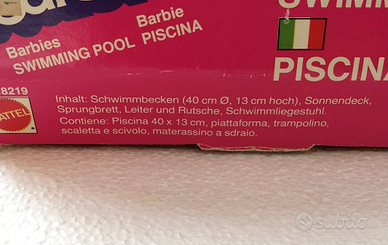 SWIMM
Barbies
SWIMMING POOL
Barbie
PISCINA
PISCINA
8219
MATTEL
Inhalt: Schwimmbecken (40 cm Ø, 13 cm hoch), Sonnendeck,
Sprungbrett, Leiter und Rutsche, Schwimmliegestuhl.
Contiene: Piscina 40 x 13 cm, piattaforma, trampolino,
scaletta e scivolo, materassino a sdraio.
subito